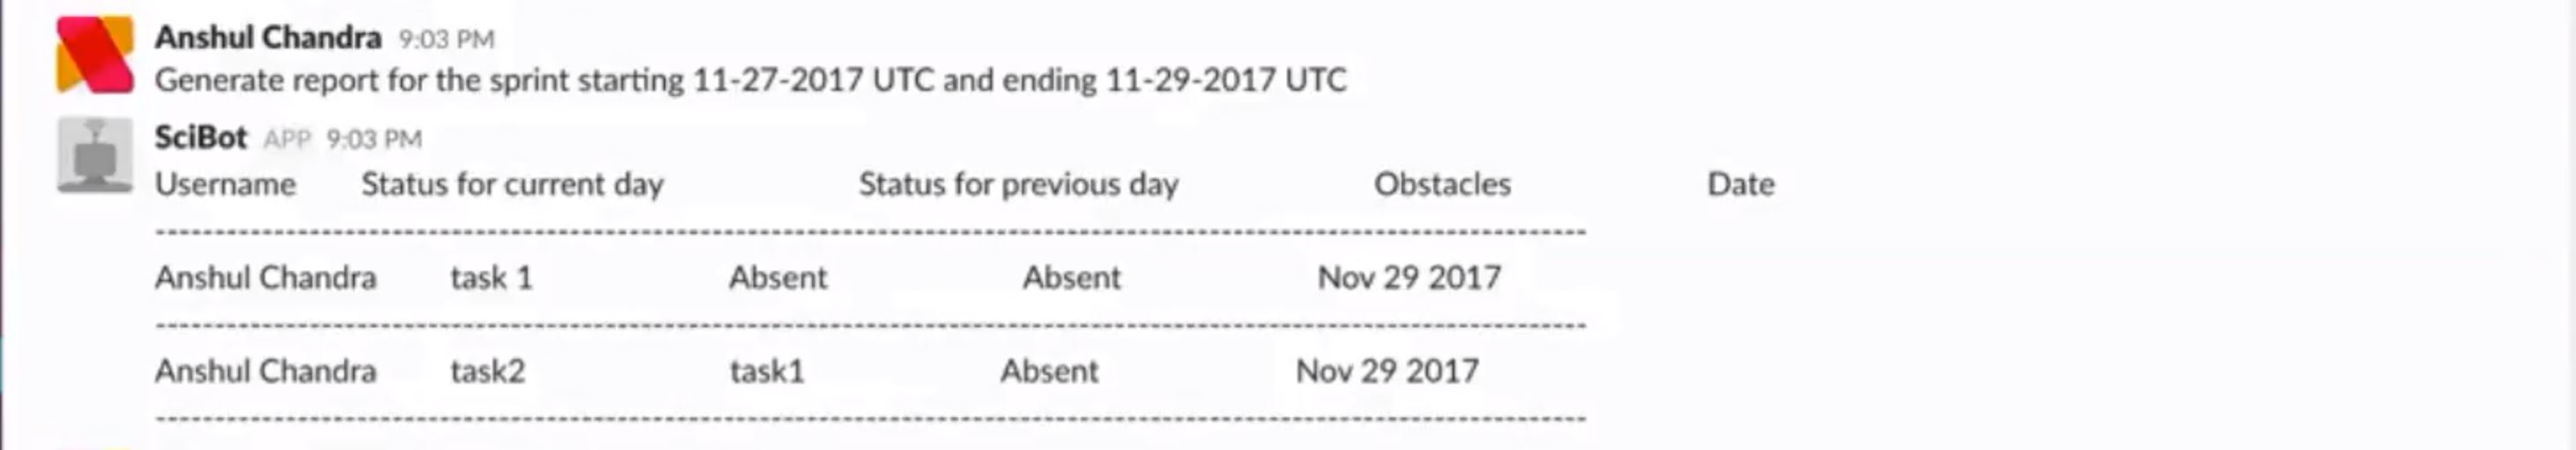 Anshul Chandra 9:03 PM
Generate report for the sprint starting 11-27-2017 UTC and ending 11-29-2017 UTC
SciBot APP 9:03 PM
Username Status for current day Status for previous day Obstacles Date
Anshul Chandra task 1 Absent Absent Nov 29 2017
Anshul Chandra task2 task1 Absent Nov 29 2017